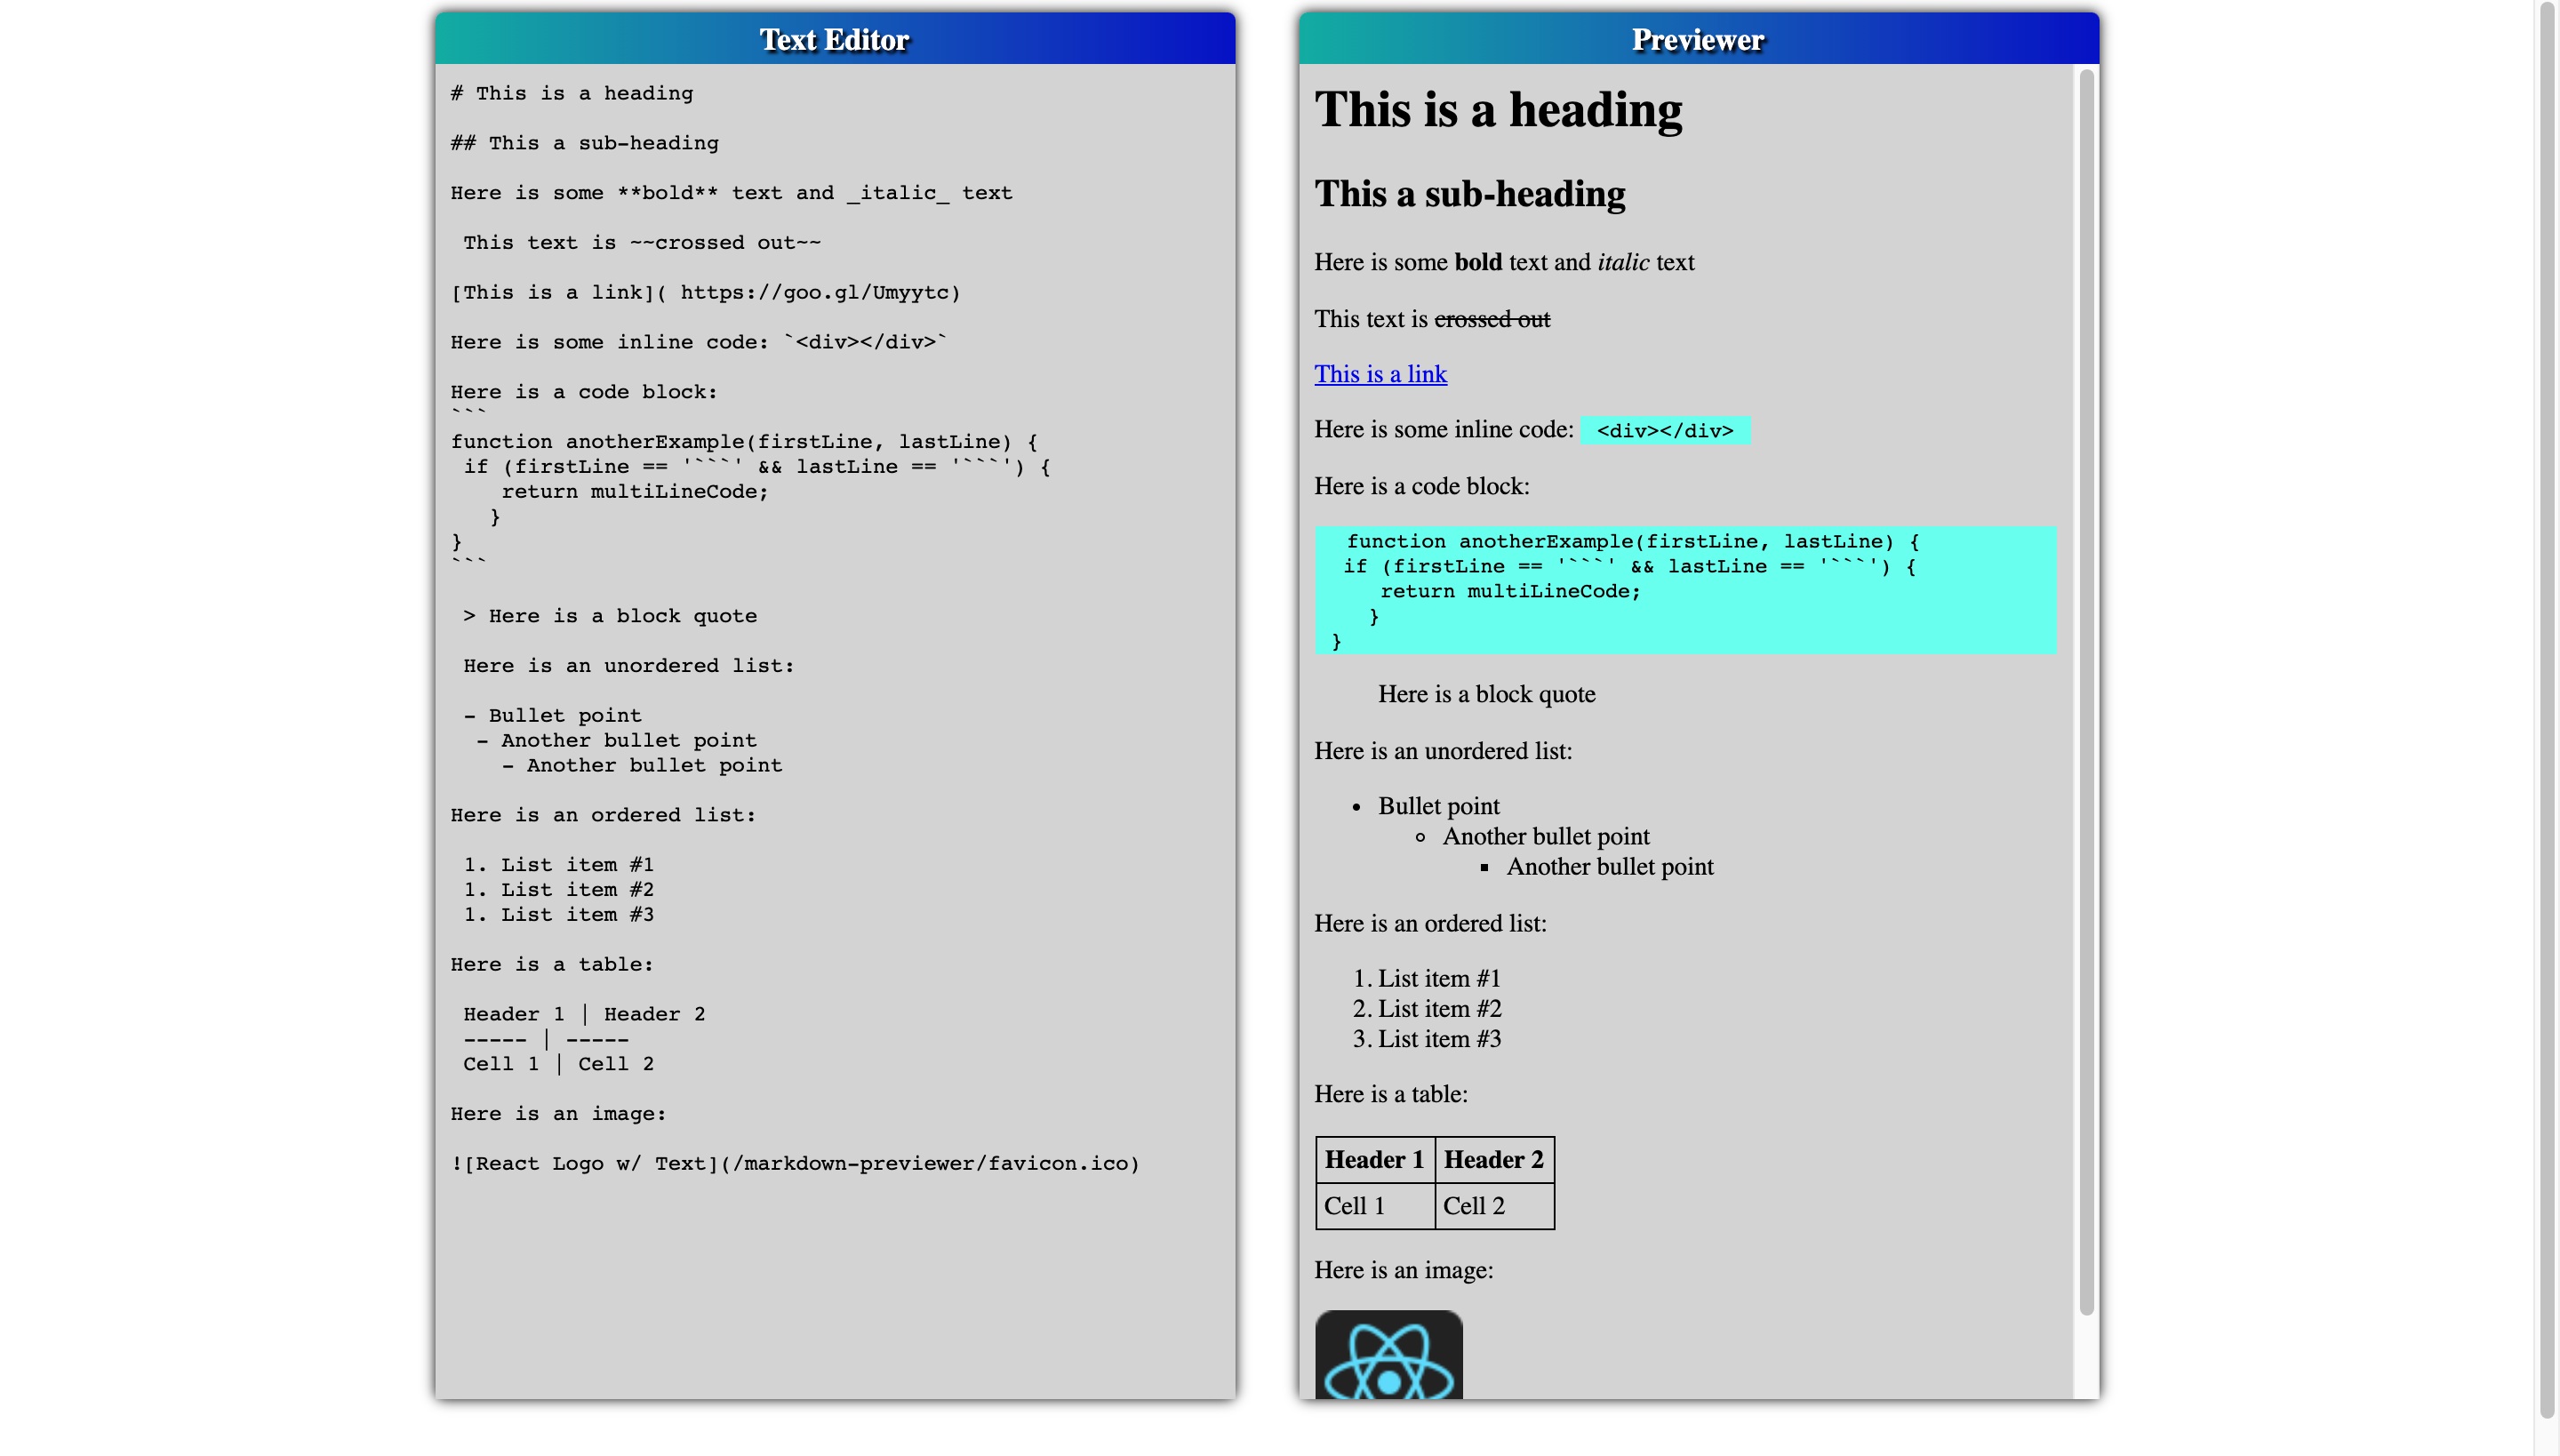 Text Editor
# This is a heading
## This a sub-heading
Here is some **bold** text and _italic_ text
This text is ~~crossed out~~
[This is a link]( https://goo.gl/Umyytc)
Here is some inline code: `<div></div>`
Here is a code block:
```
function anotherExample(firstLine, lastLine) {
 if (firstLine == '```' && lastLine == '```') {
    return multiLineCode;
   }
}
```
 > Here is a block quote
 Here is an unordered list:
 - Bullet point
  - Another bullet point
    - Another bullet point
Here is an ordered list:
 1. List item #1
 1. List item #2
 1. List item #3
Here is a table:
 Header 1 | Header 2
 ----- | -----
 Cell 1 | Cell 2
Here is an image:
![React Logo w/ Text](/markdown-previewer/favicon.ico)
Previewer
This is a heading
This a sub-heading
Here is some bold text and italic text
This text is crossed out
This is a link
Here is some inline code: <div></div>
Here is a code block:
function anotherExample(firstLine, lastLine) {
 if (firstLine == '```' && lastLine == '```') {
    return multiLineCode;
   }
}
Here is a block quote
Here is an unordered list:
• Bullet point
◦ Another bullet point
▪ Another bullet point
Here is an ordered list:
1. List item #1
2. List item #2
3. List item #3
Here is a table:
Header 1 Header 2
Cell 1 Cell 2
Here is an image: